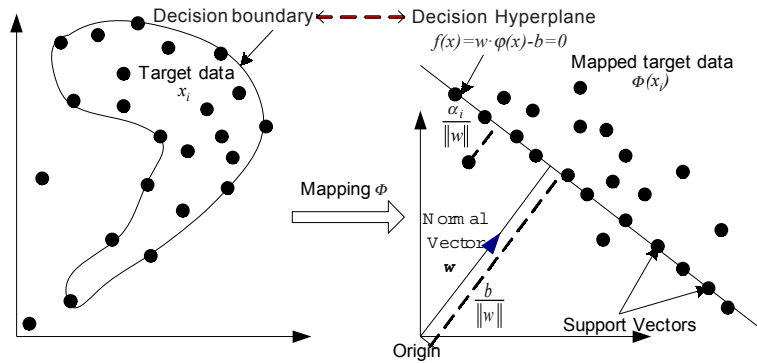 Decision boundary
Decision Hyperplane
f(x)=w·φ(x)-b=0
Target data
x_i
Mapped target data
Φ(x_i)
α_i
‖w‖
Mapping Φ
Normal
Vector
w
b
‖w‖
Support Vectors
Origin